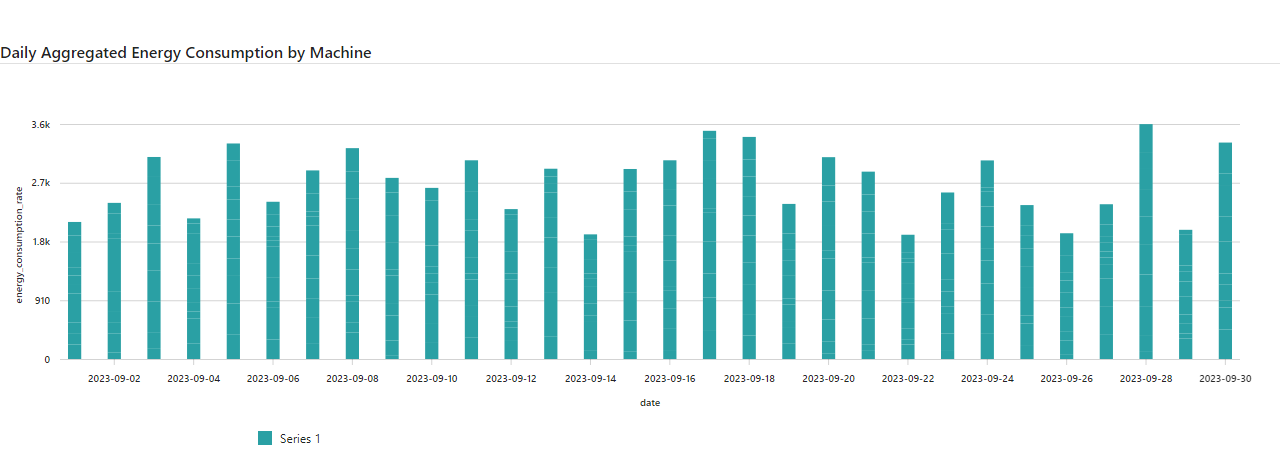 Daily Aggregated Energy Consumption by Machine
3.6k
2.7k
1.8k
910
0
energy_consumption_rate
2023-09-02 2023-09-04 2023-09-06 2023-09-08 2023-09-10 2023-09-12 2023-09-14 2023-09-16 2023-09-18 2023-09-20 2023-09-22 2023-09-24 2023-09-26 2023-09-28 2023-09-30
date
Series 1